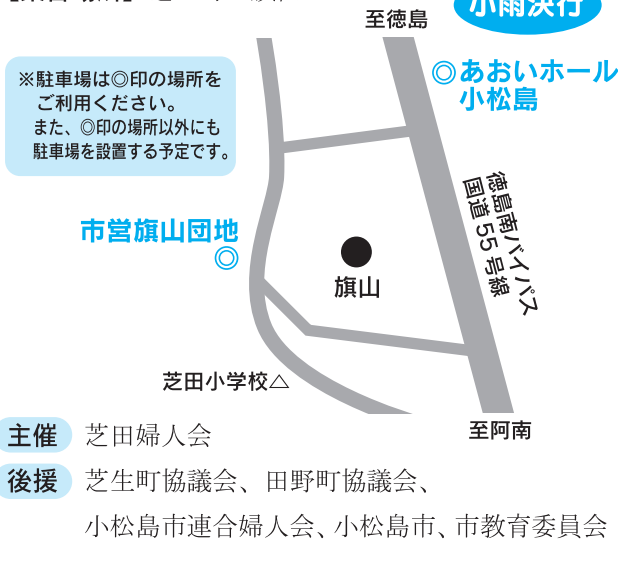 小雨決行
至徳島
◎あおいホール
小松島
※駐車場は◎印の場所を
ご利用ください。
また、◎印の場所以外にも
駐車場を設置する予定です。
徳島南バイパス
国道55号線
市営旗山団地
◎
旗山
芝田小学校△
至阿南
主催 芝田婦人会
後援 芝生町協議会、田野町協議会、
小松島市連合婦人会、小松島市、市教育委員会